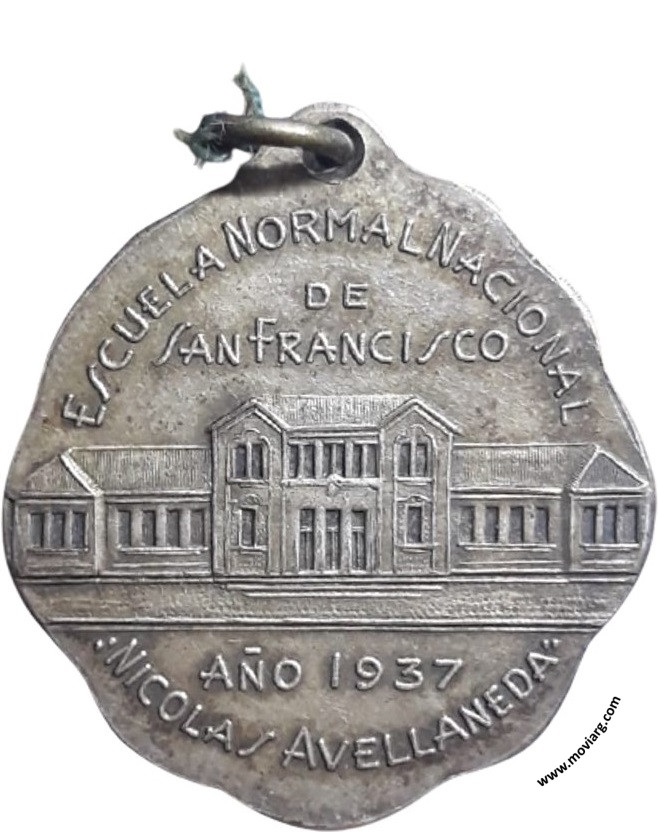 ESCUELA NORMAL NACIONAL
DE
SAN FRANCISCO
AÑO 1937
"NICOLAS AVELLANEDA"
www.moviarg.com